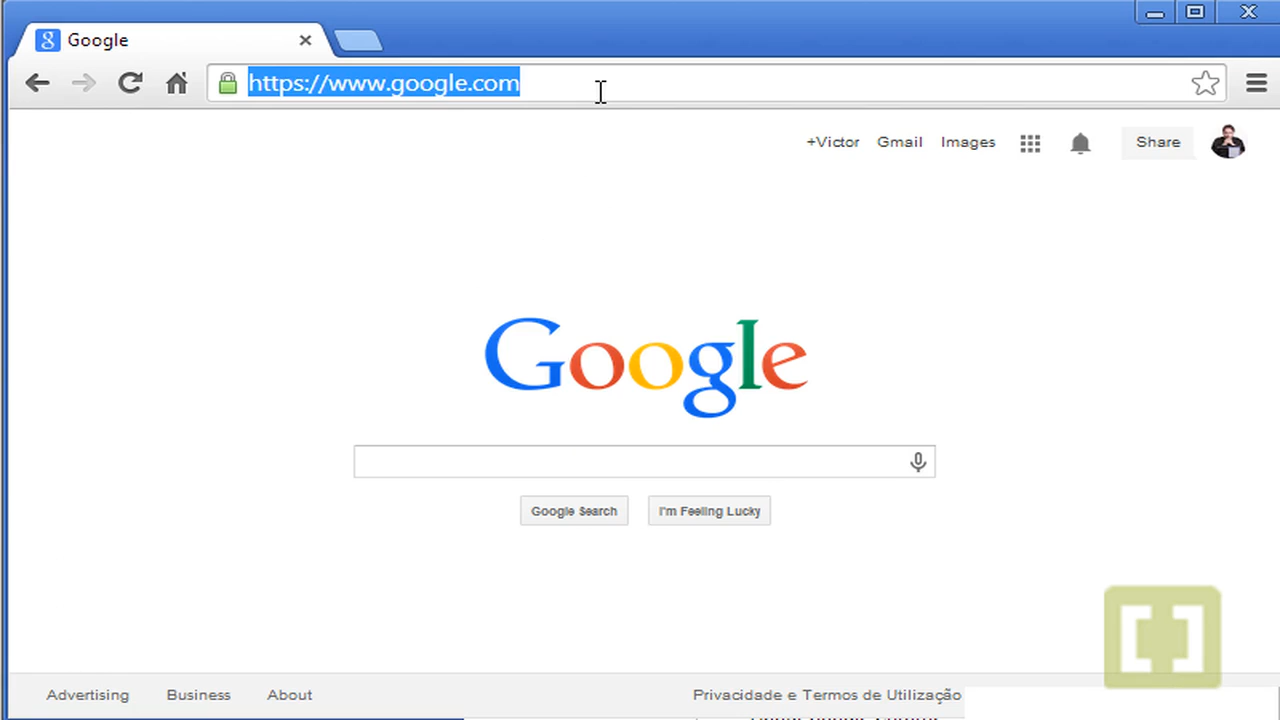 Google
https://www.google.com
+Victor Gmail Images Share
Google
Google Search I'm Feeling Lucky
Advertising Business About Privacidade e Termos de Utilização